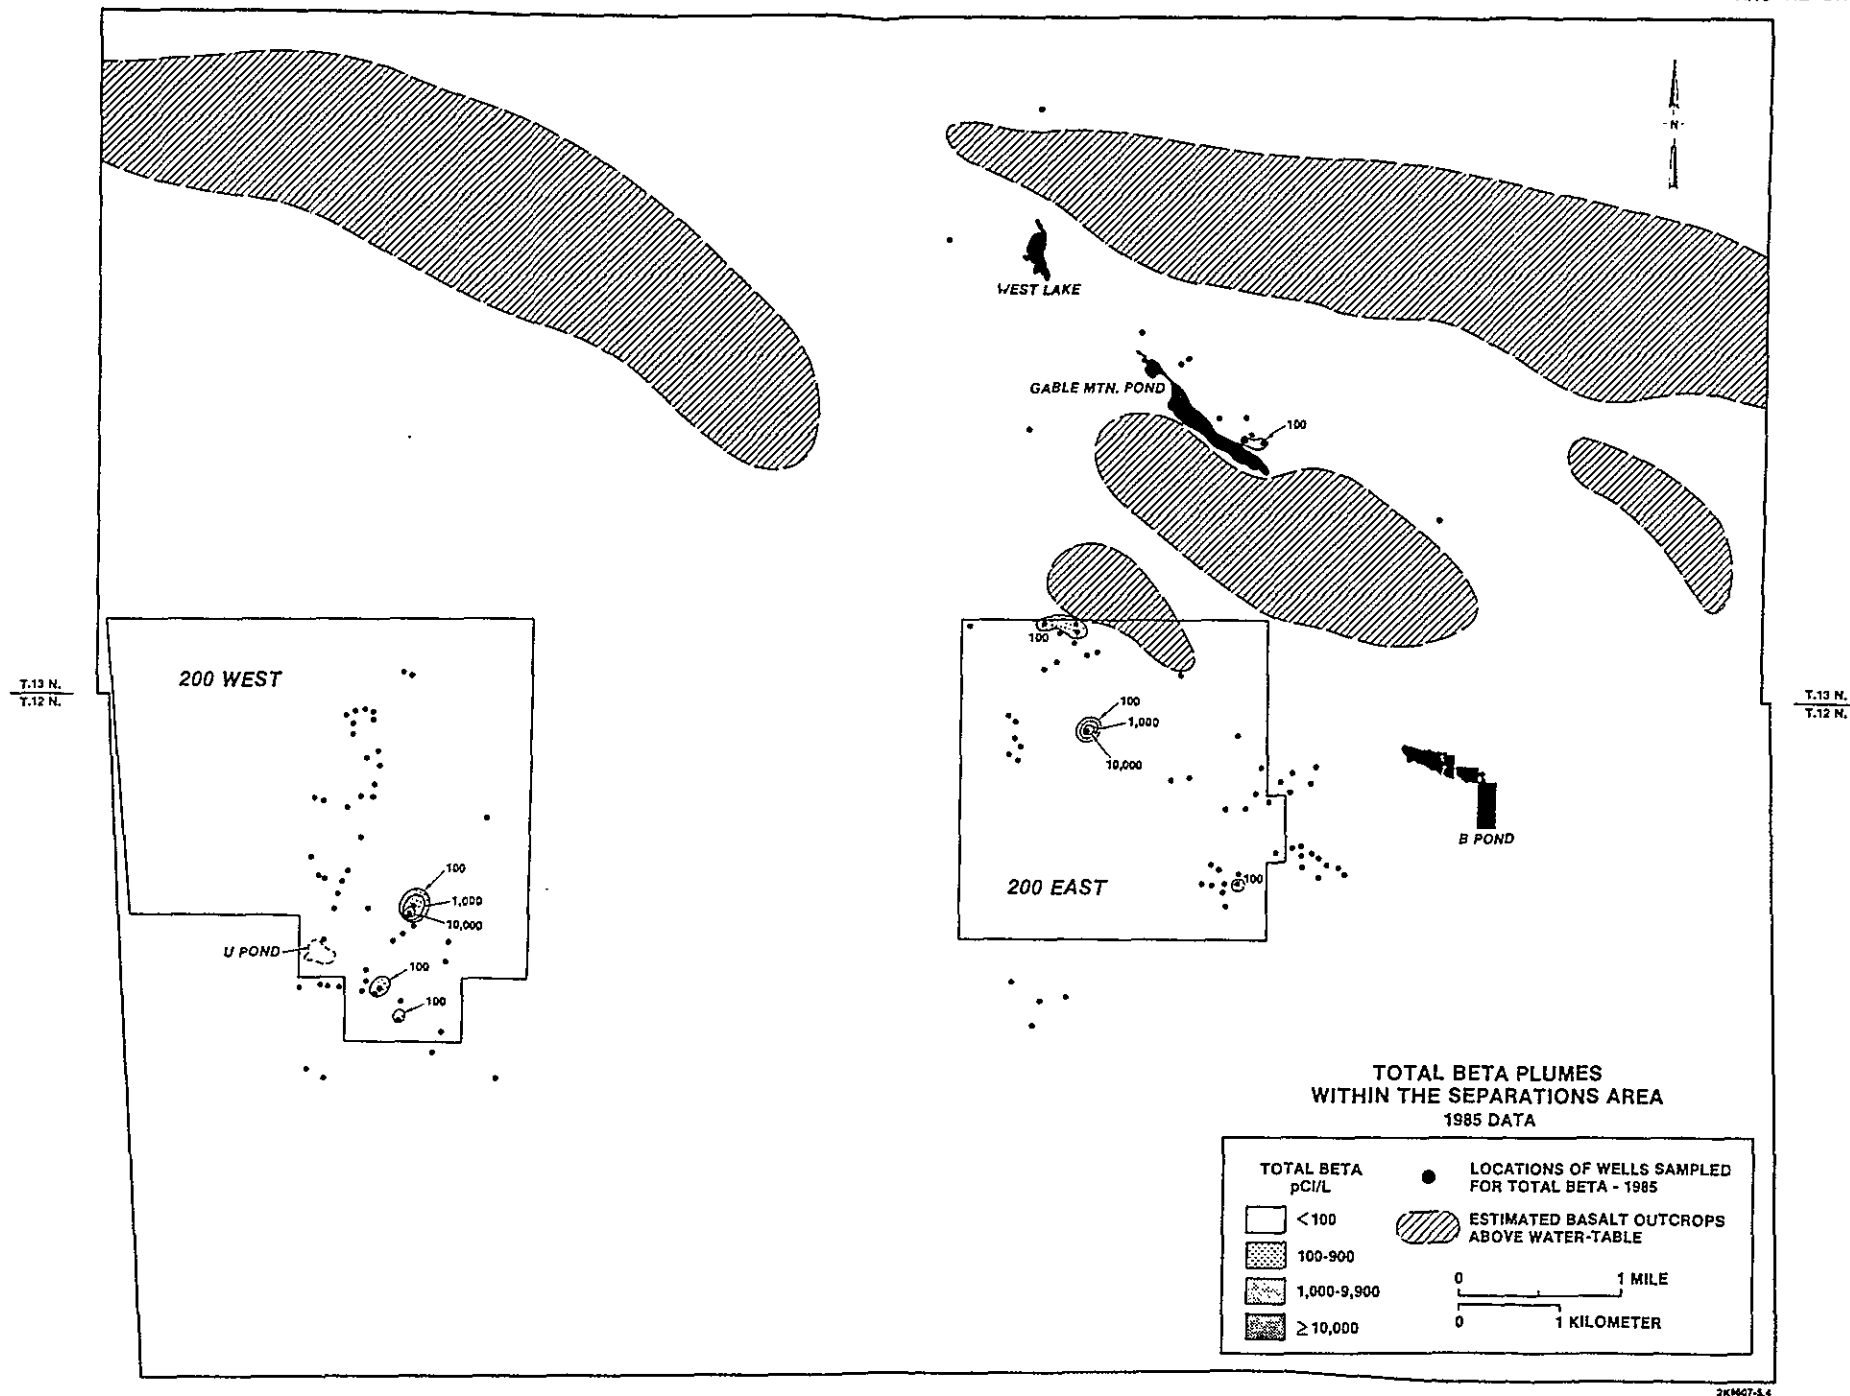 N
WEST LAKE
GABLE MTN. POND
100
100
200 WEST
T.13 N.
T.12 N.
T.13 N.
T.12 N.
100
1,000
10,000
B POND
100
1,000
10,000
200 EAST
100
U POND
100
100
TOTAL BETA PLUMES
WITHIN THE SEPARATIONS AREA
1985 DATA
TOTAL BETA
pCi/L
<100
100-900
1,000-9,900
≥10,000
LOCATIONS OF WELLS SAMPLED
FOR TOTAL BETA - 1985
ESTIMATED BASALT OUTCROPS
ABOVE WATER-TABLE
0 1 MILE
0 1 KILOMETER